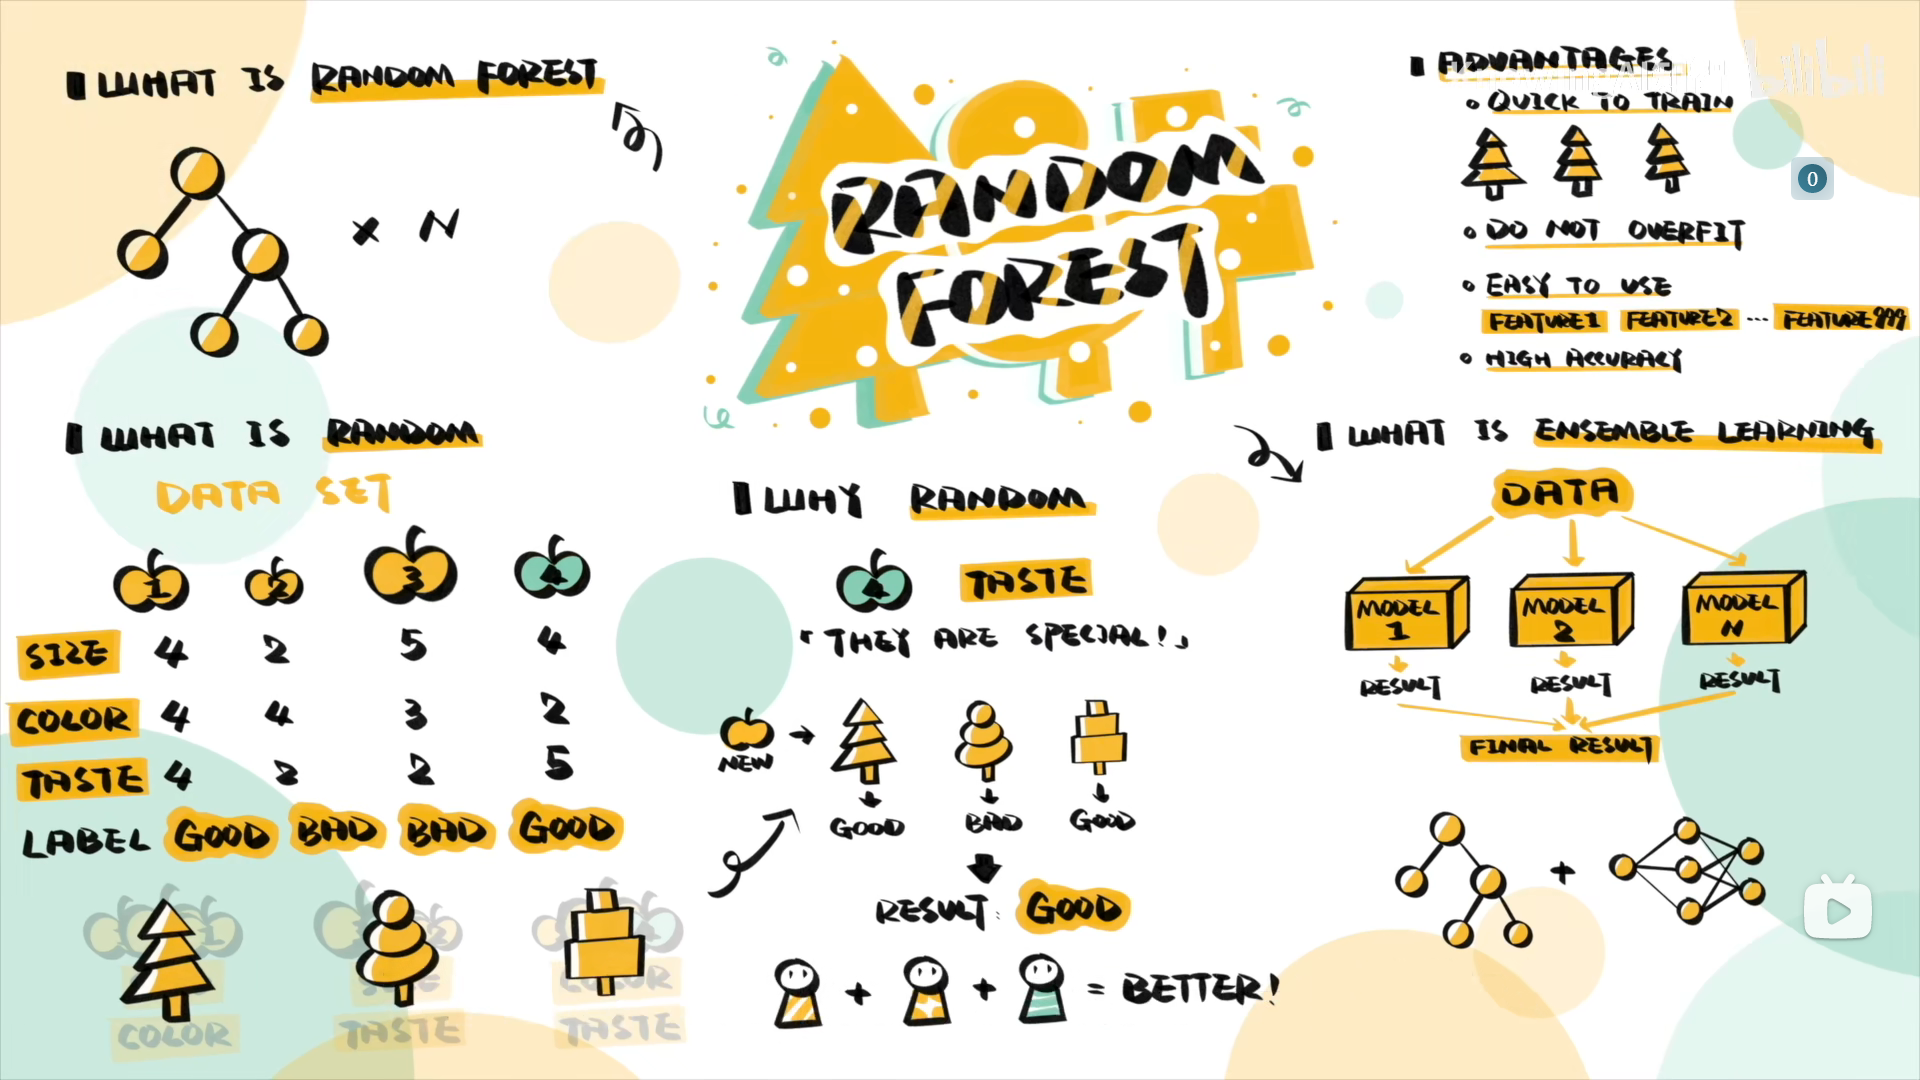 WHAT IS RANDOM FOREST
× N
RANDOM
FOREST
ADVANTAGES
bilibili
QUICK TO TRAIN
0
DO NOT OVERFIT
EASY TO USE
FEATURE1 FEATURE2 ... FEATURE999
HIGH ACCURACY
WHAT IS RANDOM
DATA SET
1 2 3 4
SIZE 4 2 5 4
COLOR 4 4 3 2
TASTE 4 2 2 5
LABEL GOOD BAD BAD GOOD
COLOR
SIZE
TASTE
COLOR
TASTE
WHY RANDOM
4 TASTE
「THEY ARE SPECIAL!」
NEW
GOOD BAD GOOD
RESULT: GOOD
+ + = BETTER!
WHAT IS ENSEMBLE LEARNING
DATA
MODEL 1 MODEL 2 MODEL N
RESULT RESULT RESULT
FINAL RESULT
+